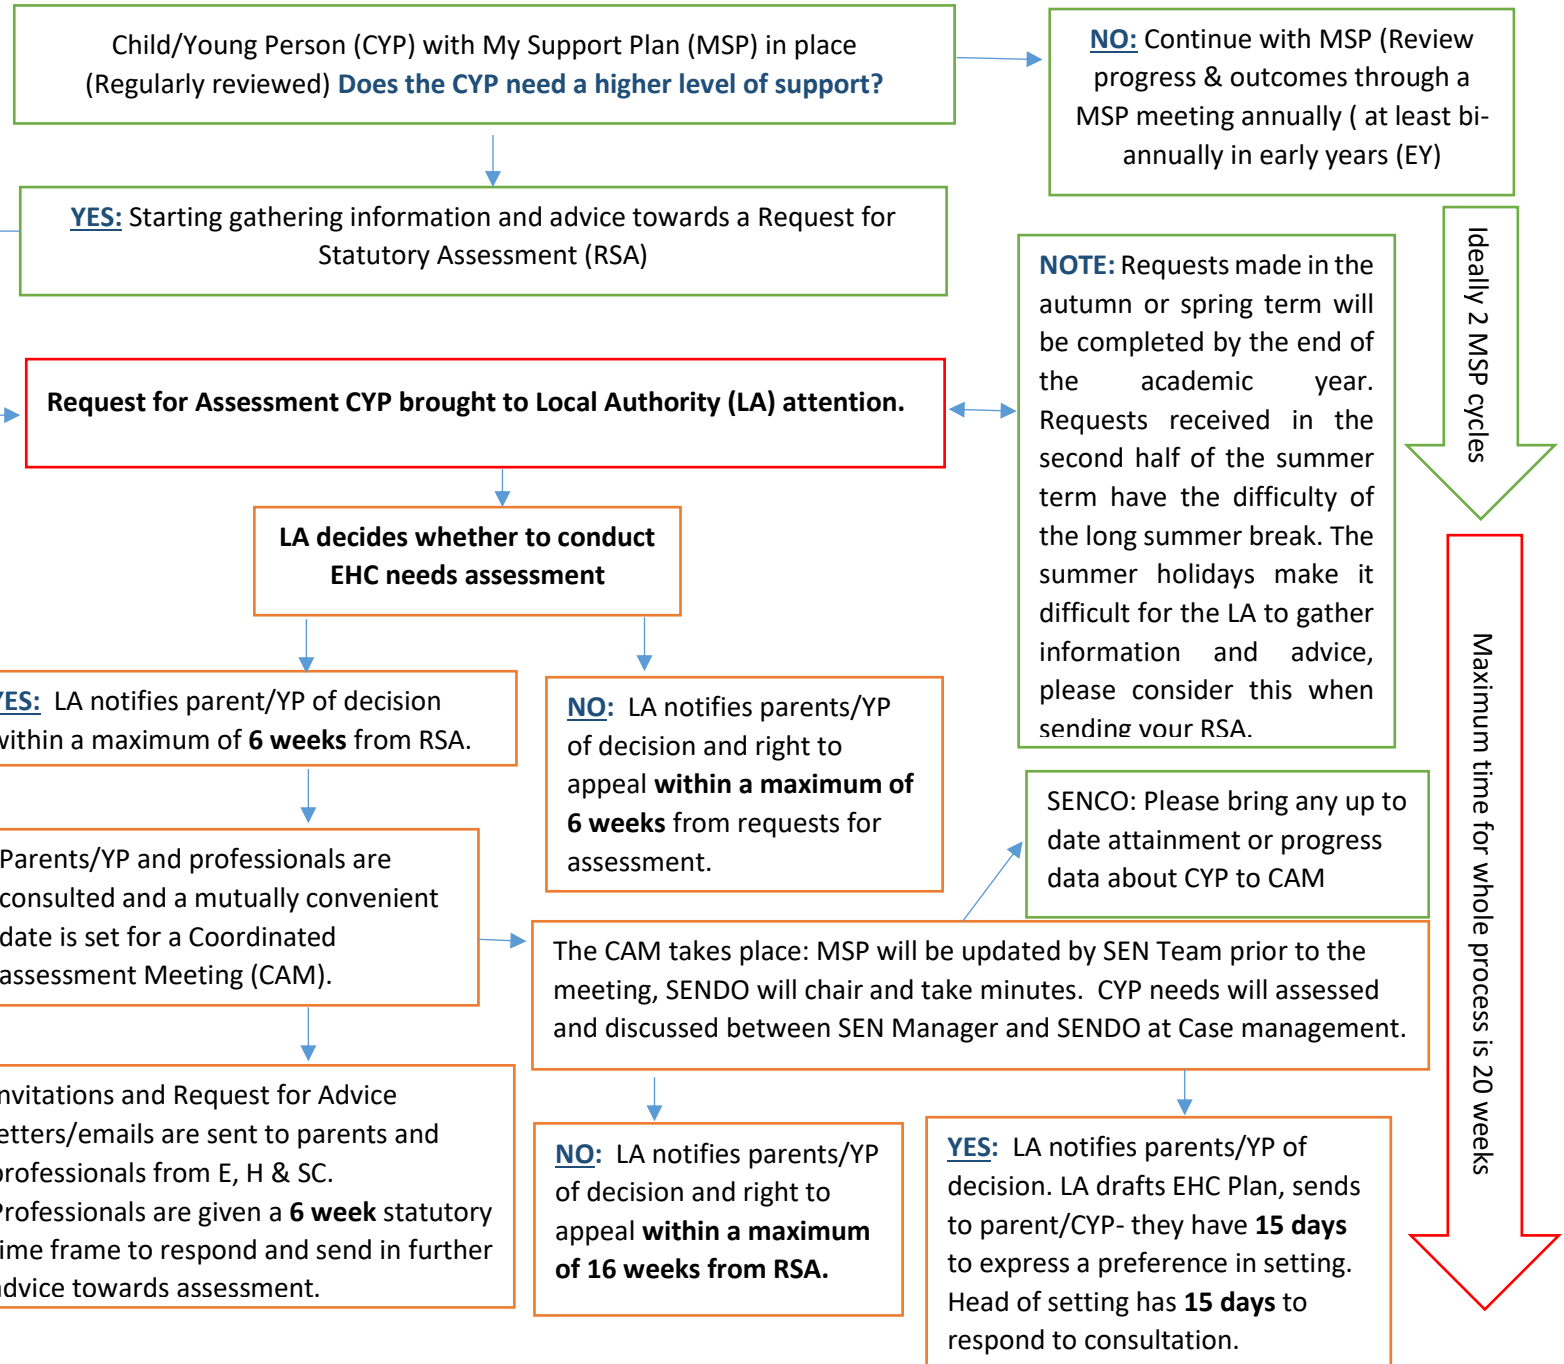 Child/Young Person (CYP) with My Support Plan (MSP) in place
(Regularly reviewed) Does the CYP need a higher level of support?
NO: Continue with MSP (Review
progress & outcomes through a
MSP meeting annually ( at least bi-
annually in early years (EY)
YES: Starting gathering information and advice towards a Request for
Statutory Assessment (RSA)
Ideally 2 MSP cycles
NOTE: Requests made in the
autumn or spring term will
be completed by the end of
the academic year.
Requests received in the
second half of the summer
term have the difficulty of
the long summer break. The
summer holidays make it
difficult for the LA to gather
information and advice,
please consider this when
sending your RSA.
Request for Assessment CYP brought to Local Authority (LA) attention.
LA decides whether to conduct
EHC needs assessment
Maximum time for whole process is 20 weeks
YES: LA notifies parent/YP of decision
within a maximum of 6 weeks from RSA.
NO: LA notifies parents/YP
of decision and right to
appeal within a maximum of
6 weeks from requests for
assessment.
SENCO: Please bring any up to
date attainment or progress
data about CYP to CAM
Parents/YP and professionals are
consulted and a mutually convenient
date is set for a Coordinated
assessment Meeting (CAM).
The CAM takes place: MSP will be updated by SEN Team prior to the
meeting, SENDO will chair and take minutes. CYP needs will assessed
and discussed between SEN Manager and SENDO at Case management.
nvitations and Request for Advice
etters/emails are sent to parents and
professionals from E, H & SC.
Professionals are given a 6 week statutory
ime frame to respond and send in further
advice towards assessment.
NO: LA notifies parents/YP
of decision and right to
appeal within a maximum
of 16 weeks from RSA.
YES: LA notifies parents/YP of
decision. LA drafts EHC Plan, sends
to parent/CYP- they have 15 days
to express a preference in setting.
Head of setting has 15 days to
respond to consultation.